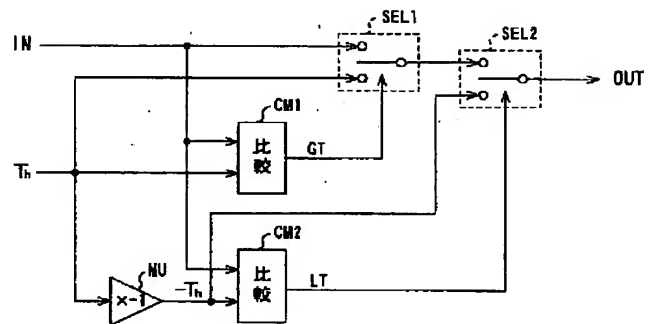 SEL1
IN
SEL2
OUT
CM1
比較
GT
Th
CM2
比較
LT
MU
×-1
-Th